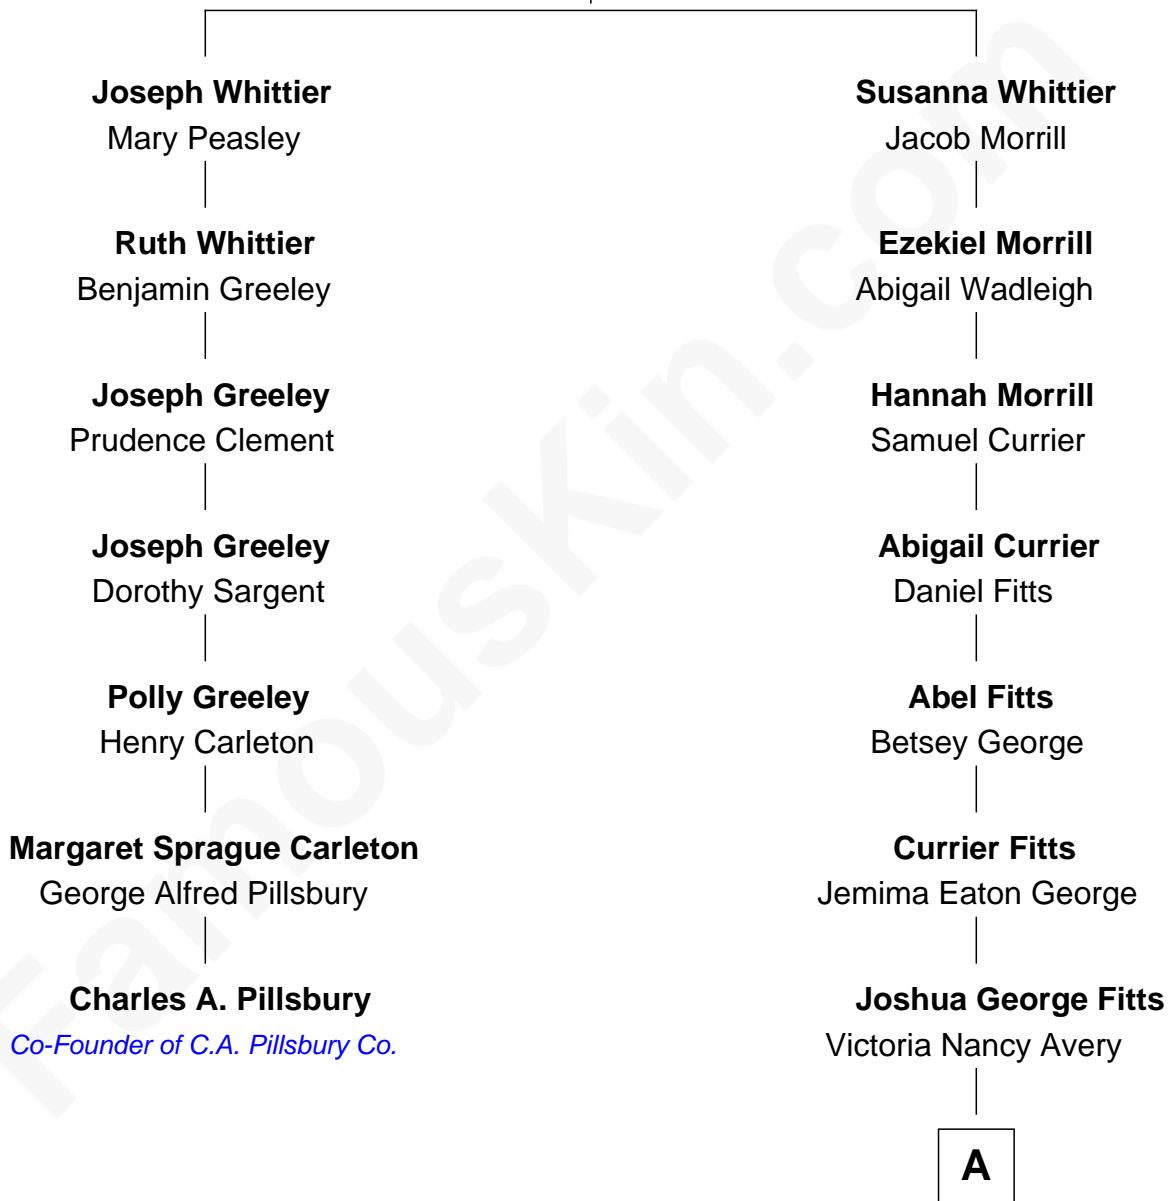 Joseph Whittier
Mary Peasley
Ruth Whittier
Benjamin Greeley
Joseph Greeley
Prudence Clement
Joseph Greeley
Dorothy Sargent
Polly Greeley
Henry Carleton
Margaret Sprague Carleton
George Alfred Pillsbury
Charles A. Pillsbury
Co-Founder of C.A. Pillsbury Co.
Susanna Whittier
Jacob Morrill
Ezekiel Morrill
Abigail Wadleigh
Hannah Morrill
Samuel Currier
Abigail Currier
Daniel Fitts
Abel Fitts
Betsey George
Currier Fitts
Jemima Eaton George
Joshua George Fitts
Victoria Nancy Avery
A
FamousKin.com